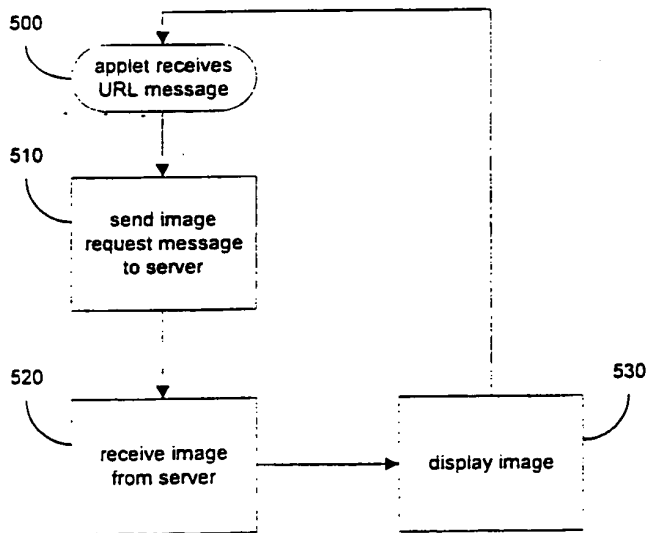 500
applet receives
URL message
510
send image
request message
to server
520
receive image
from server
530
display image